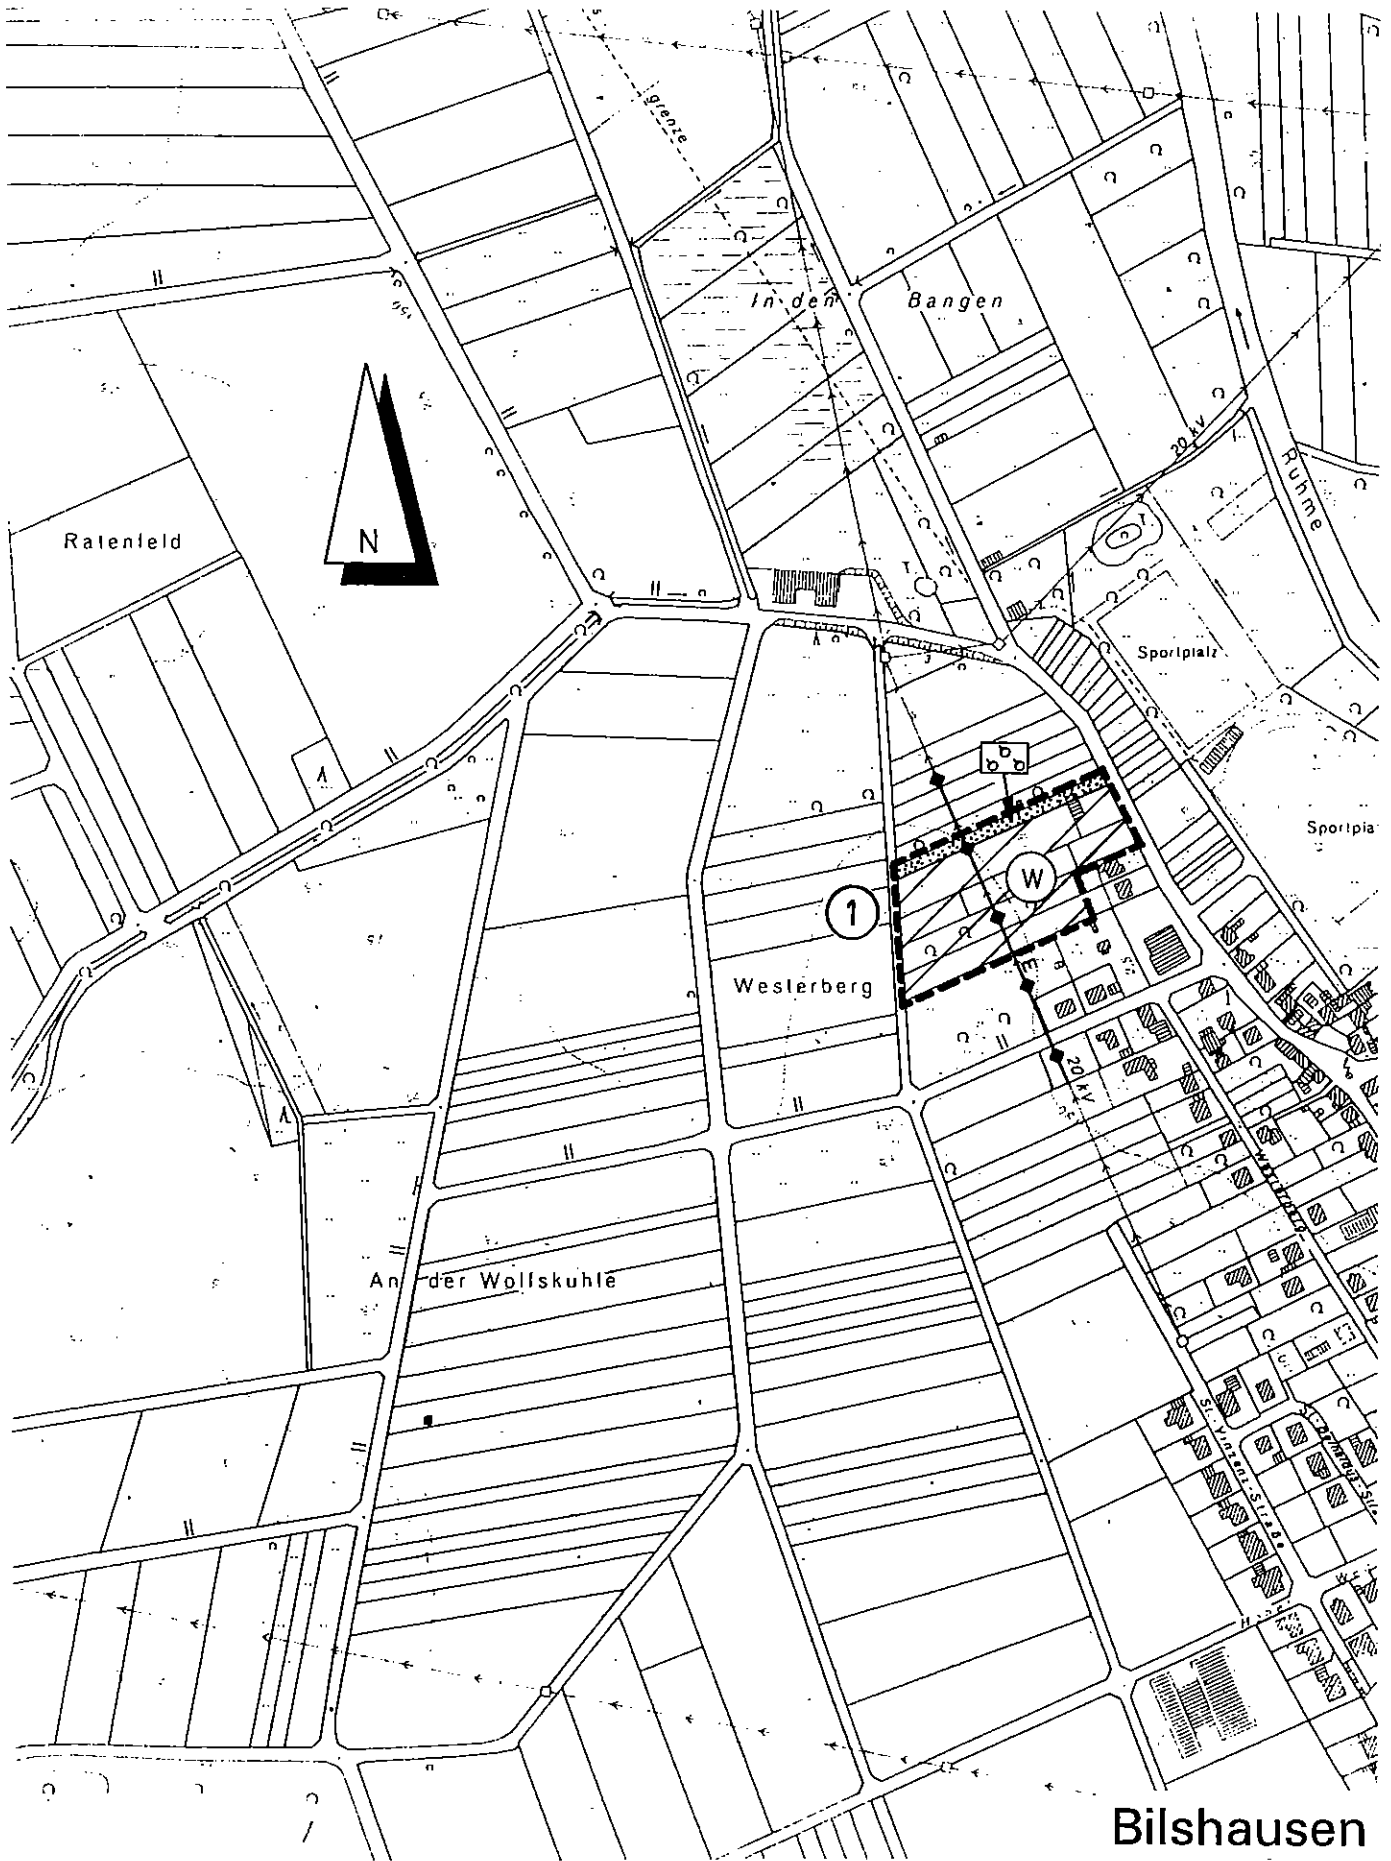 grenze
In den Bangen
20 kV
Ruhme
Ratenfeld
N
Sportplatz
Sportpla
W
1
Westerberg
20 kV
An der Wolfskuhle
St.-Vinzenz-Straße
Bilshausen